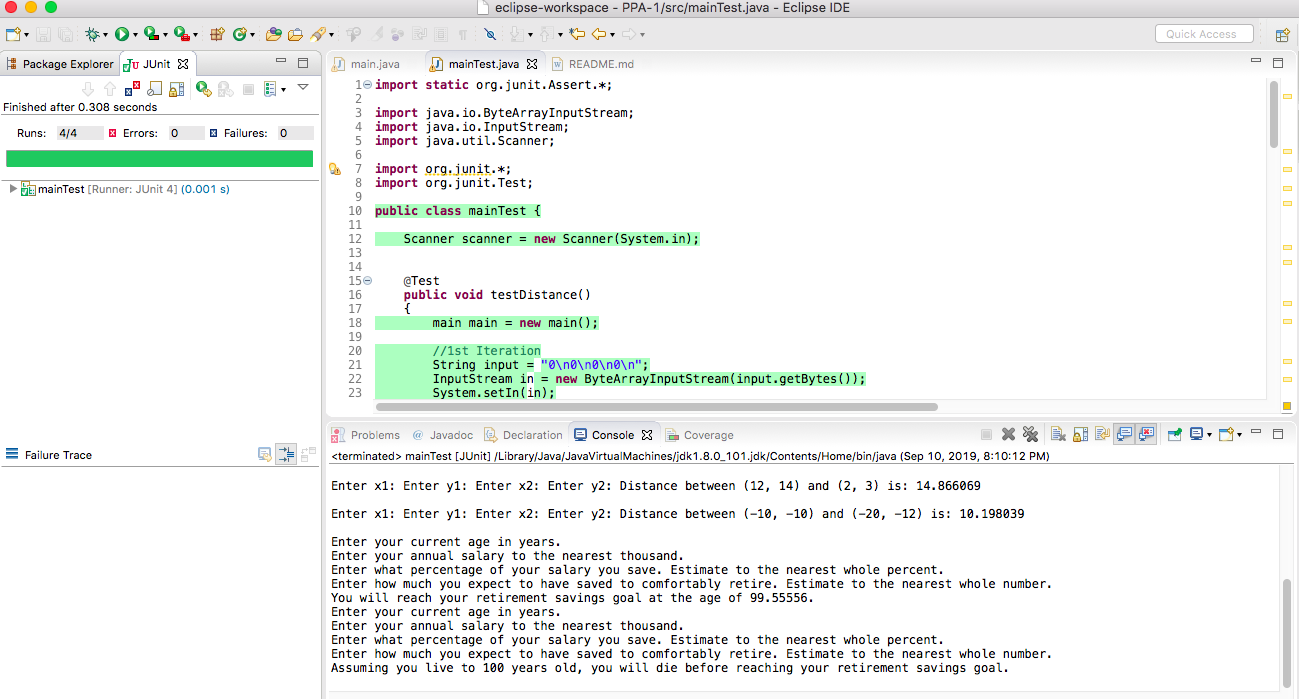 eclipse-workspace - PPA-1/src/mainTest.java - Eclipse IDE
Quick Access
Package Explorer JUnit
Finished after 0.308 seconds
Runs: 4/4 Errors: 0 Failures: 0
mainTest [Runner: JUnit 4] (0.001 s)
Failure Trace
main.java mainTest.java README.md
1 import static org.junit.Assert.*;
2
3 import java.io.ByteArrayInputStream;
4 import java.io.InputStream;
5 import java.util.Scanner;
6
7 import org.junit.*;
8 import org.junit.Test;
9
10 public class mainTest {
11
12 Scanner scanner = new Scanner(System.in);
13
14
15 @Test
16 public void testDistance()
17 {
18 main main = new main();
19
20 //1st Iteration
21 String input = "0\n0\n0\n0\n";
22 InputStream in = new ByteArrayInputStream(input.getBytes());
23 System.setIn(in);
Problems @ Javadoc Declaration Console Coverage
<terminated> mainTest [JUnit] /Library/Java/JavaVirtualMachines/jdk1.8.0_101.jdk/Contents/Home/bin/java (Sep 10, 2019, 8:10:12 PM)
Enter x1: Enter y1: Enter x2: Enter y2: Distance between (12, 14) and (2, 3) is: 14.866069
Enter x1: Enter y1: Enter x2: Enter y2: Distance between (-10, -10) and (-20, -12) is: 10.198039
Enter your current age in years.
Enter your annual salary to the nearest thousand.
Enter what percentage of your salary you save. Estimate to the nearest whole percent.
Enter how much you expect to have saved to comfortably retire. Estimate to the nearest whole number.
You will reach your retirement savings goal at the age of 99.55556.
Enter your current age in years.
Enter your annual salary to the nearest thousand.
Enter what percentage of your salary you save. Estimate to the nearest whole percent.
Enter how much you expect to have saved to comfortably retire. Estimate to the nearest whole number.
Assuming you live to 100 years old, you will die before reaching your retirement savings goal.